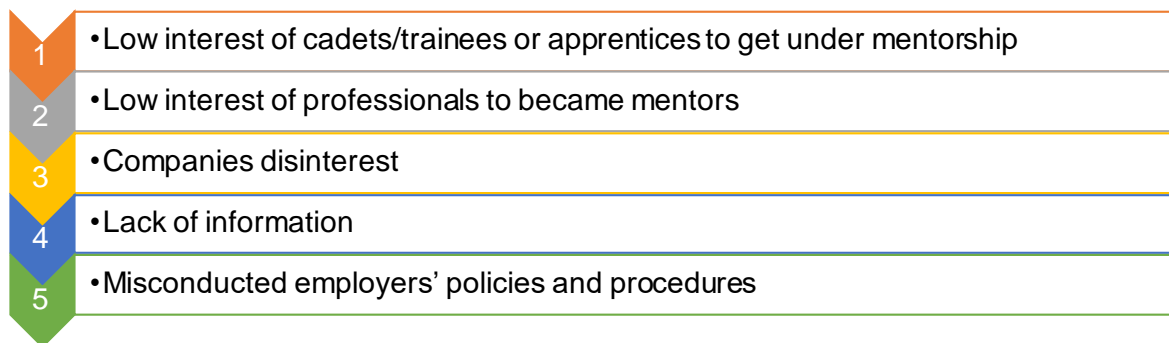 1 •Low interest of cadets/trainees or apprentices to get under mentorship
2 •Low interest of professionals to became mentors
3 •Companies disinterest
4 •Lack of information
5 •Misconducted employers’ policies and procedures